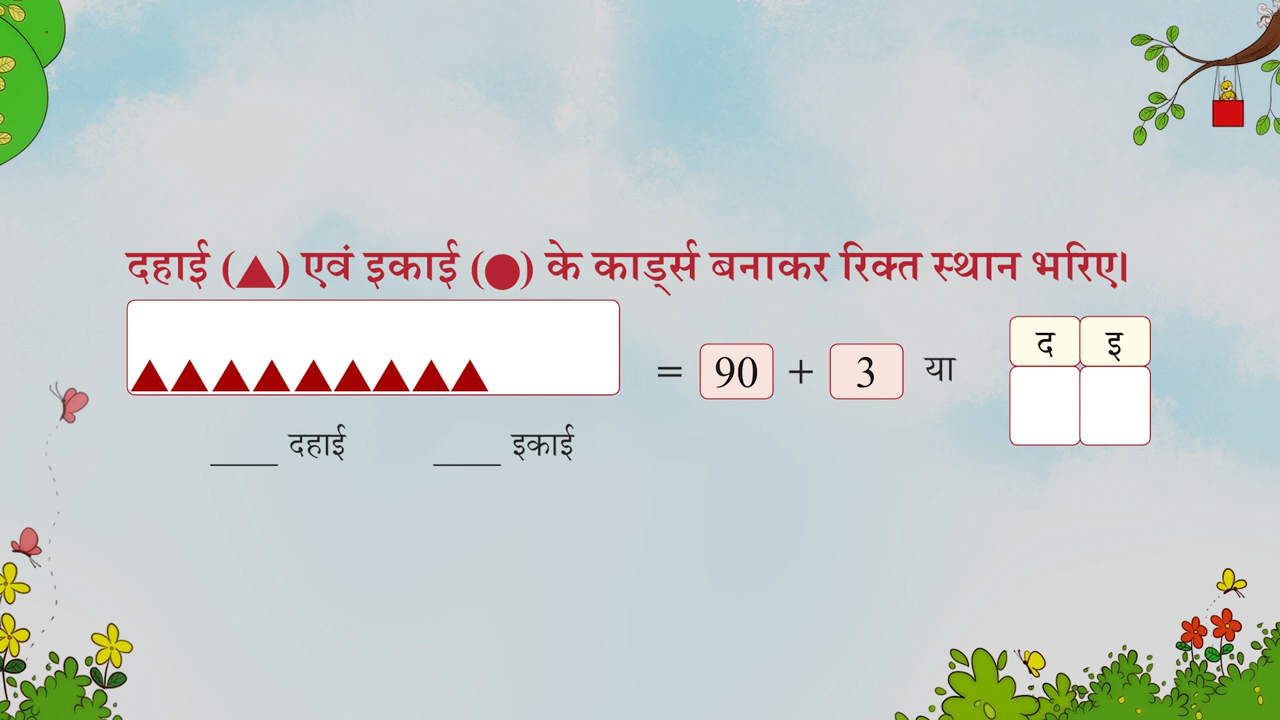 दहाई (▲) एवं इकाई (●) के कार्ड्स बनाकर रिक्त स्थान भरिए।
= 90 + 3 या
द इ
____ दहाई ____ इकाई